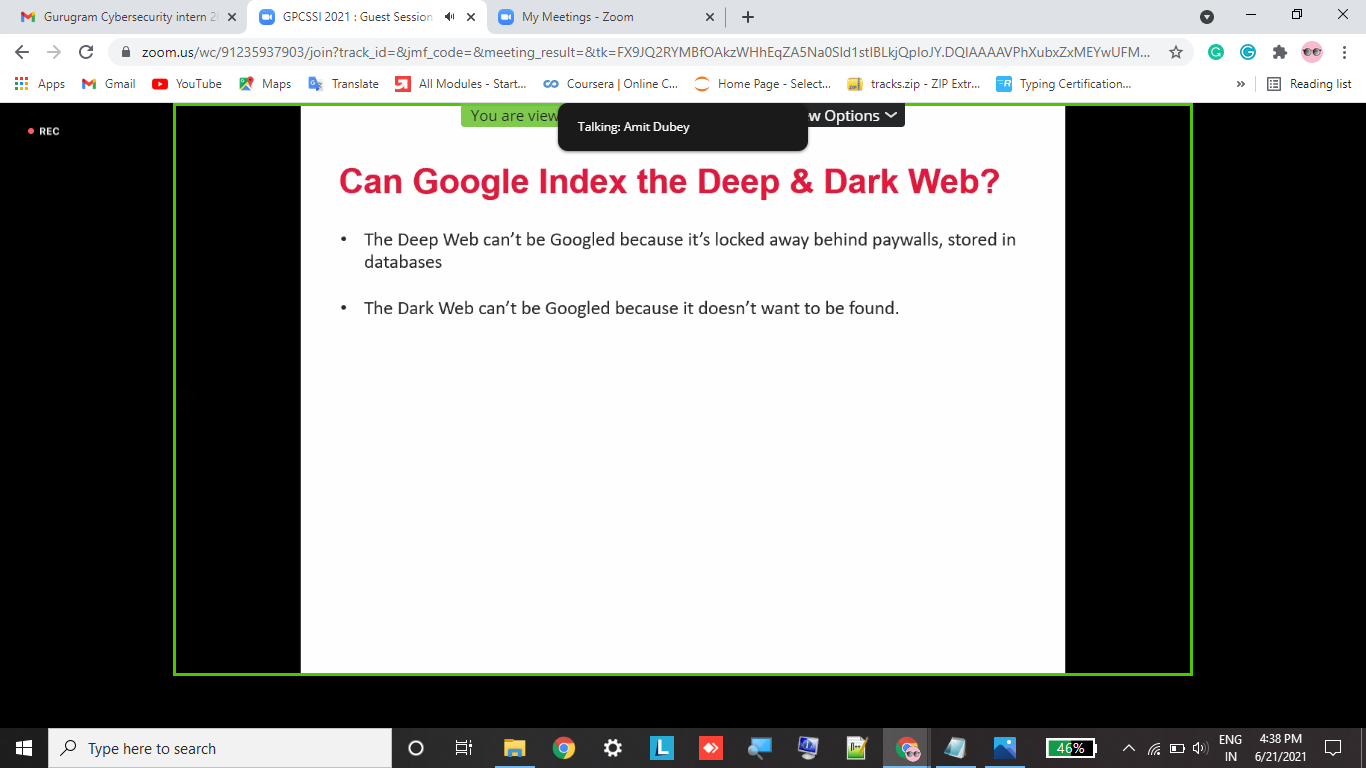 Gurugram Cybersecurity intern 2
GPCSSI 2021 : Guest Session
My Meetings - Zoom
zoom.us/wc/91235937903/join?track_id=&jmf_code=&meeting_result=&tk=FX9JQ2RYMBfOAkzWHhEqZA5Na0SId1stIBLkjQpIoJY.DQIAAAAVPhXubxZxMEYwUFM...
Apps
Gmail
YouTube
Maps
Translate
All Modules - Start...
Coursera | Online C...
Home Page - Select...
tracks.zip - ZIP Extr...
Typing Certification...
»
Reading list
REC
You are view
Talking: Amit Dubey
w Options
Can Google Index the Deep & Dark Web?
• The Deep Web can’t be Googled because it’s locked away behind paywalls, stored in
databases
• The Dark Web can’t be Googled because it doesn’t want to be found.
Type here to search
L
46%
ENG
IN
4:38 PM
6/21/2021